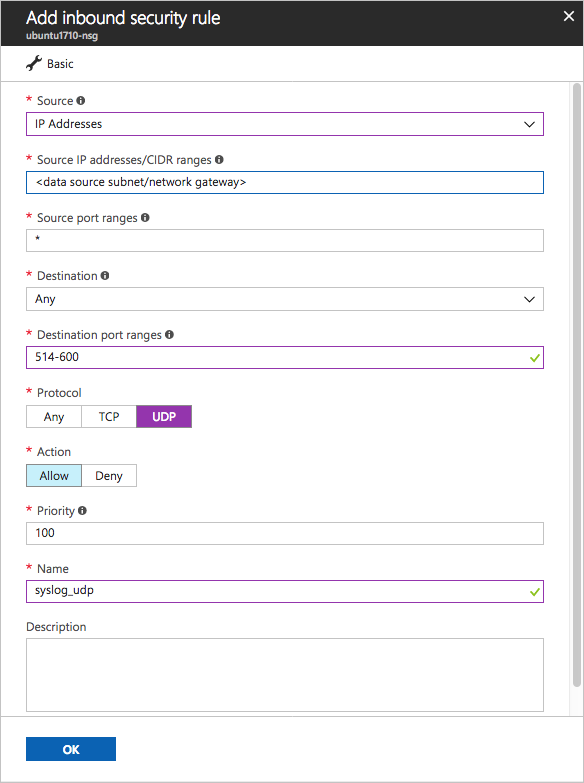 Add inbound security rule
ubuntu1710-nsg
Basic
* Source
IP Addresses
* Source IP addresses/CIDR ranges
<data source subnet/network gateway>
* Source port ranges
*
* Destination
Any
* Destination port ranges
514-600
* Protocol
Any TCP UDP
* Action
Allow Deny
* Priority
100
* Name
syslog_udp
Description
OK